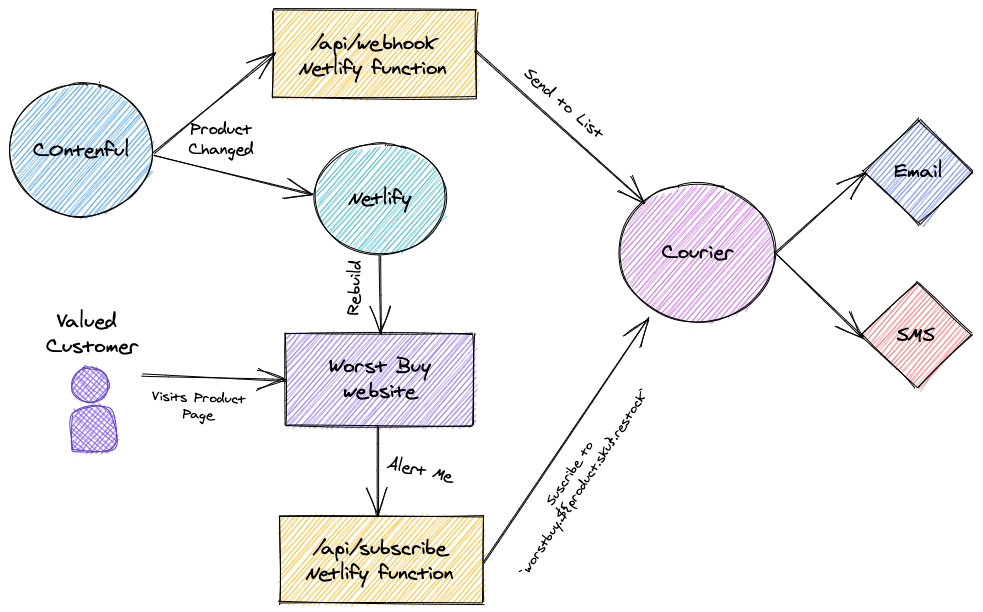 /api/webhook
Netlify function
Send to List
COntenful
Product
Changed
Netlify
Email
Courier
Rebuild
Valued
Customer
SMS
Worst Buy
website
Visits Product
Page
Alert Me
Suscribe to
`worstbuy.${product.sku}.restock`
/api/subscribe
Netlify function